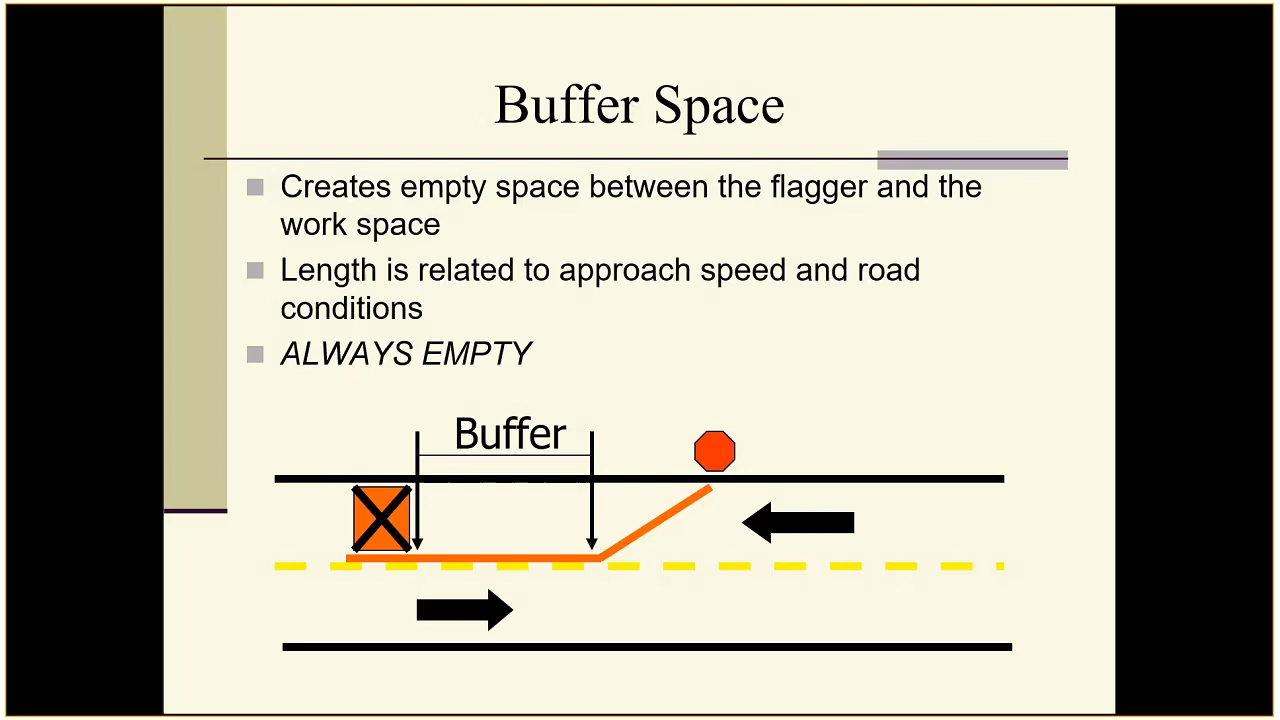 Buffer Space
Creates empty space between the flagger and the
work space
Length is related to approach speed and road
conditions
ALWAYS EMPTY
Buffer